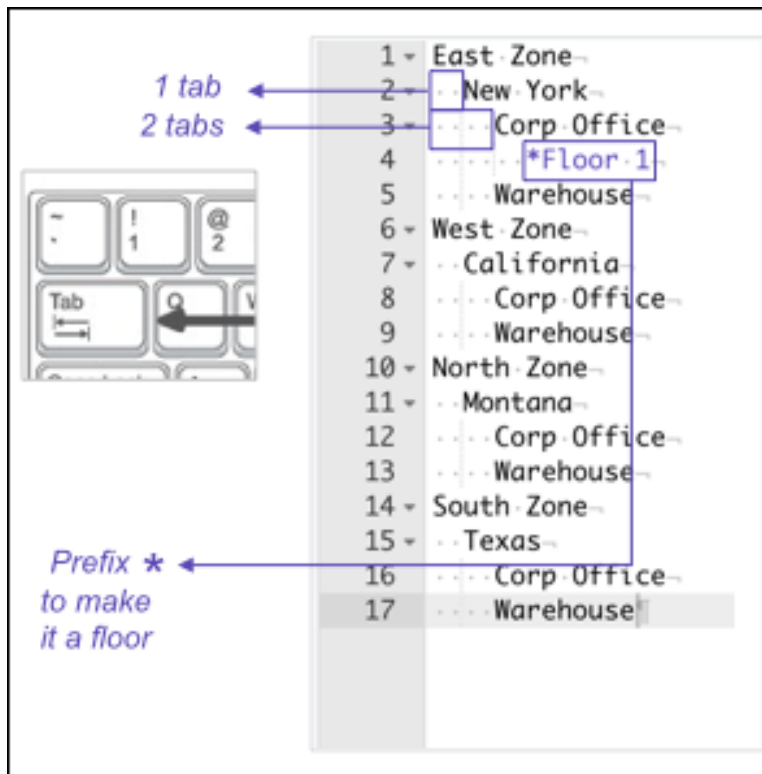 1 East Zone
1 tab
2 New York
2 tabs
3 Corp Office
4 *Floor 1
5 Warehouse
6 West Zone
7 California
8 Corp Office
9 Warehouse
10 North Zone
11 Montana
12 Corp Office
13 Warehouse
14 South Zone
15 Texas
16 Corp Office
17 Warehouse
~ ` ! 1 @ 2
Tab Q
Prefix *
to make
it a floor